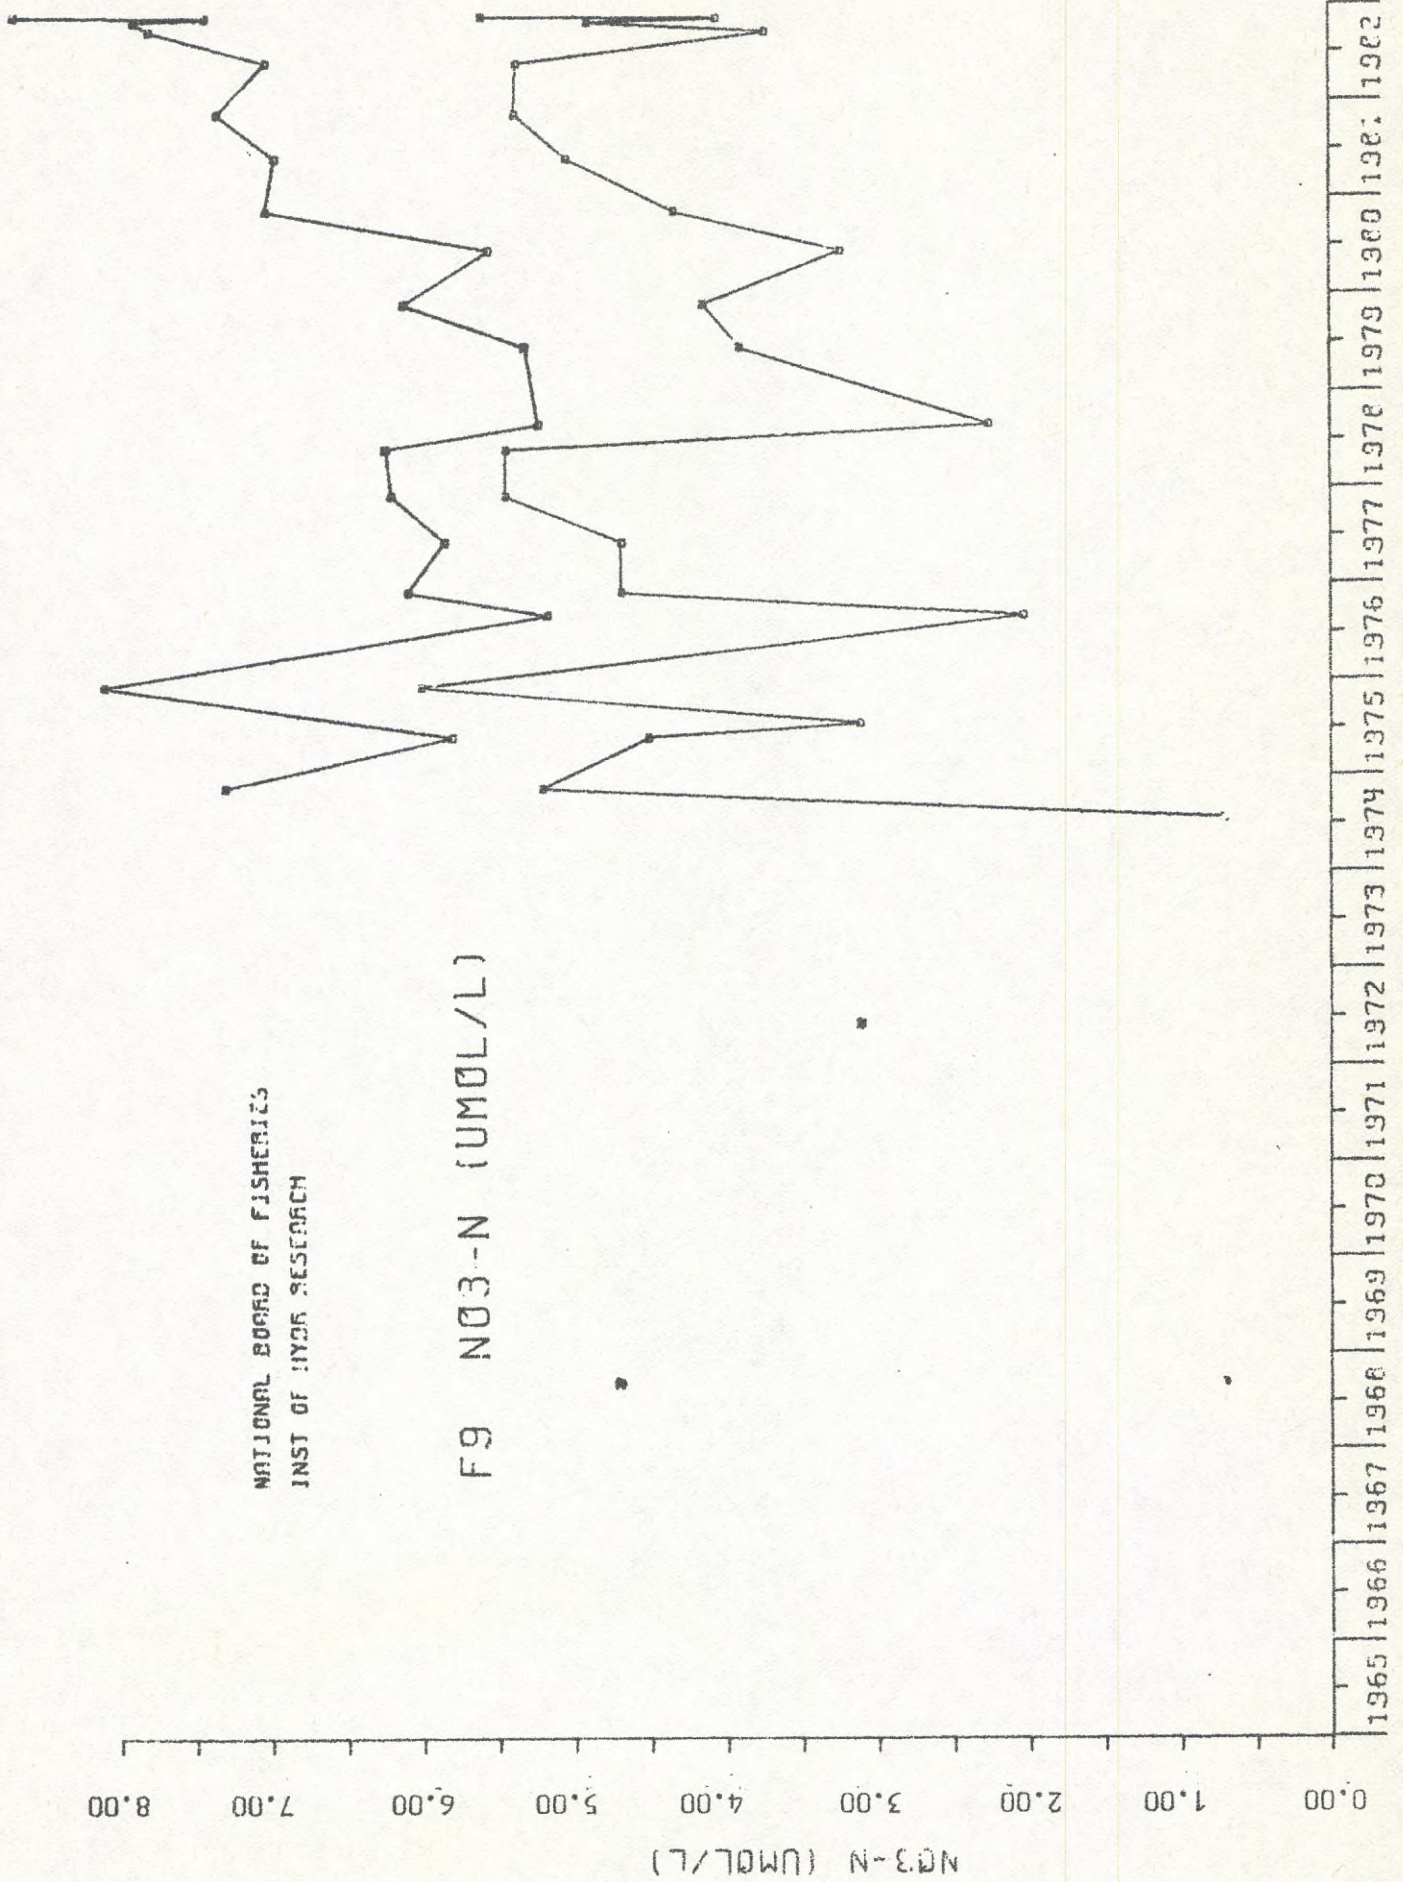 NATIONAL BOARD OF FISHERIES
INST OF HYDR RESEARCH
F9 NO3-N (UMOL/L)
NO3-N (UMOL/L)
8.00
7.00
6.00
5.00
4.00
3.00
2.00
1.00
0.00
1965 1966 1967 1968 1969 1970 1971 1972 1973 1974 1975 1976 1977 1978 1979 1980 1981 1982